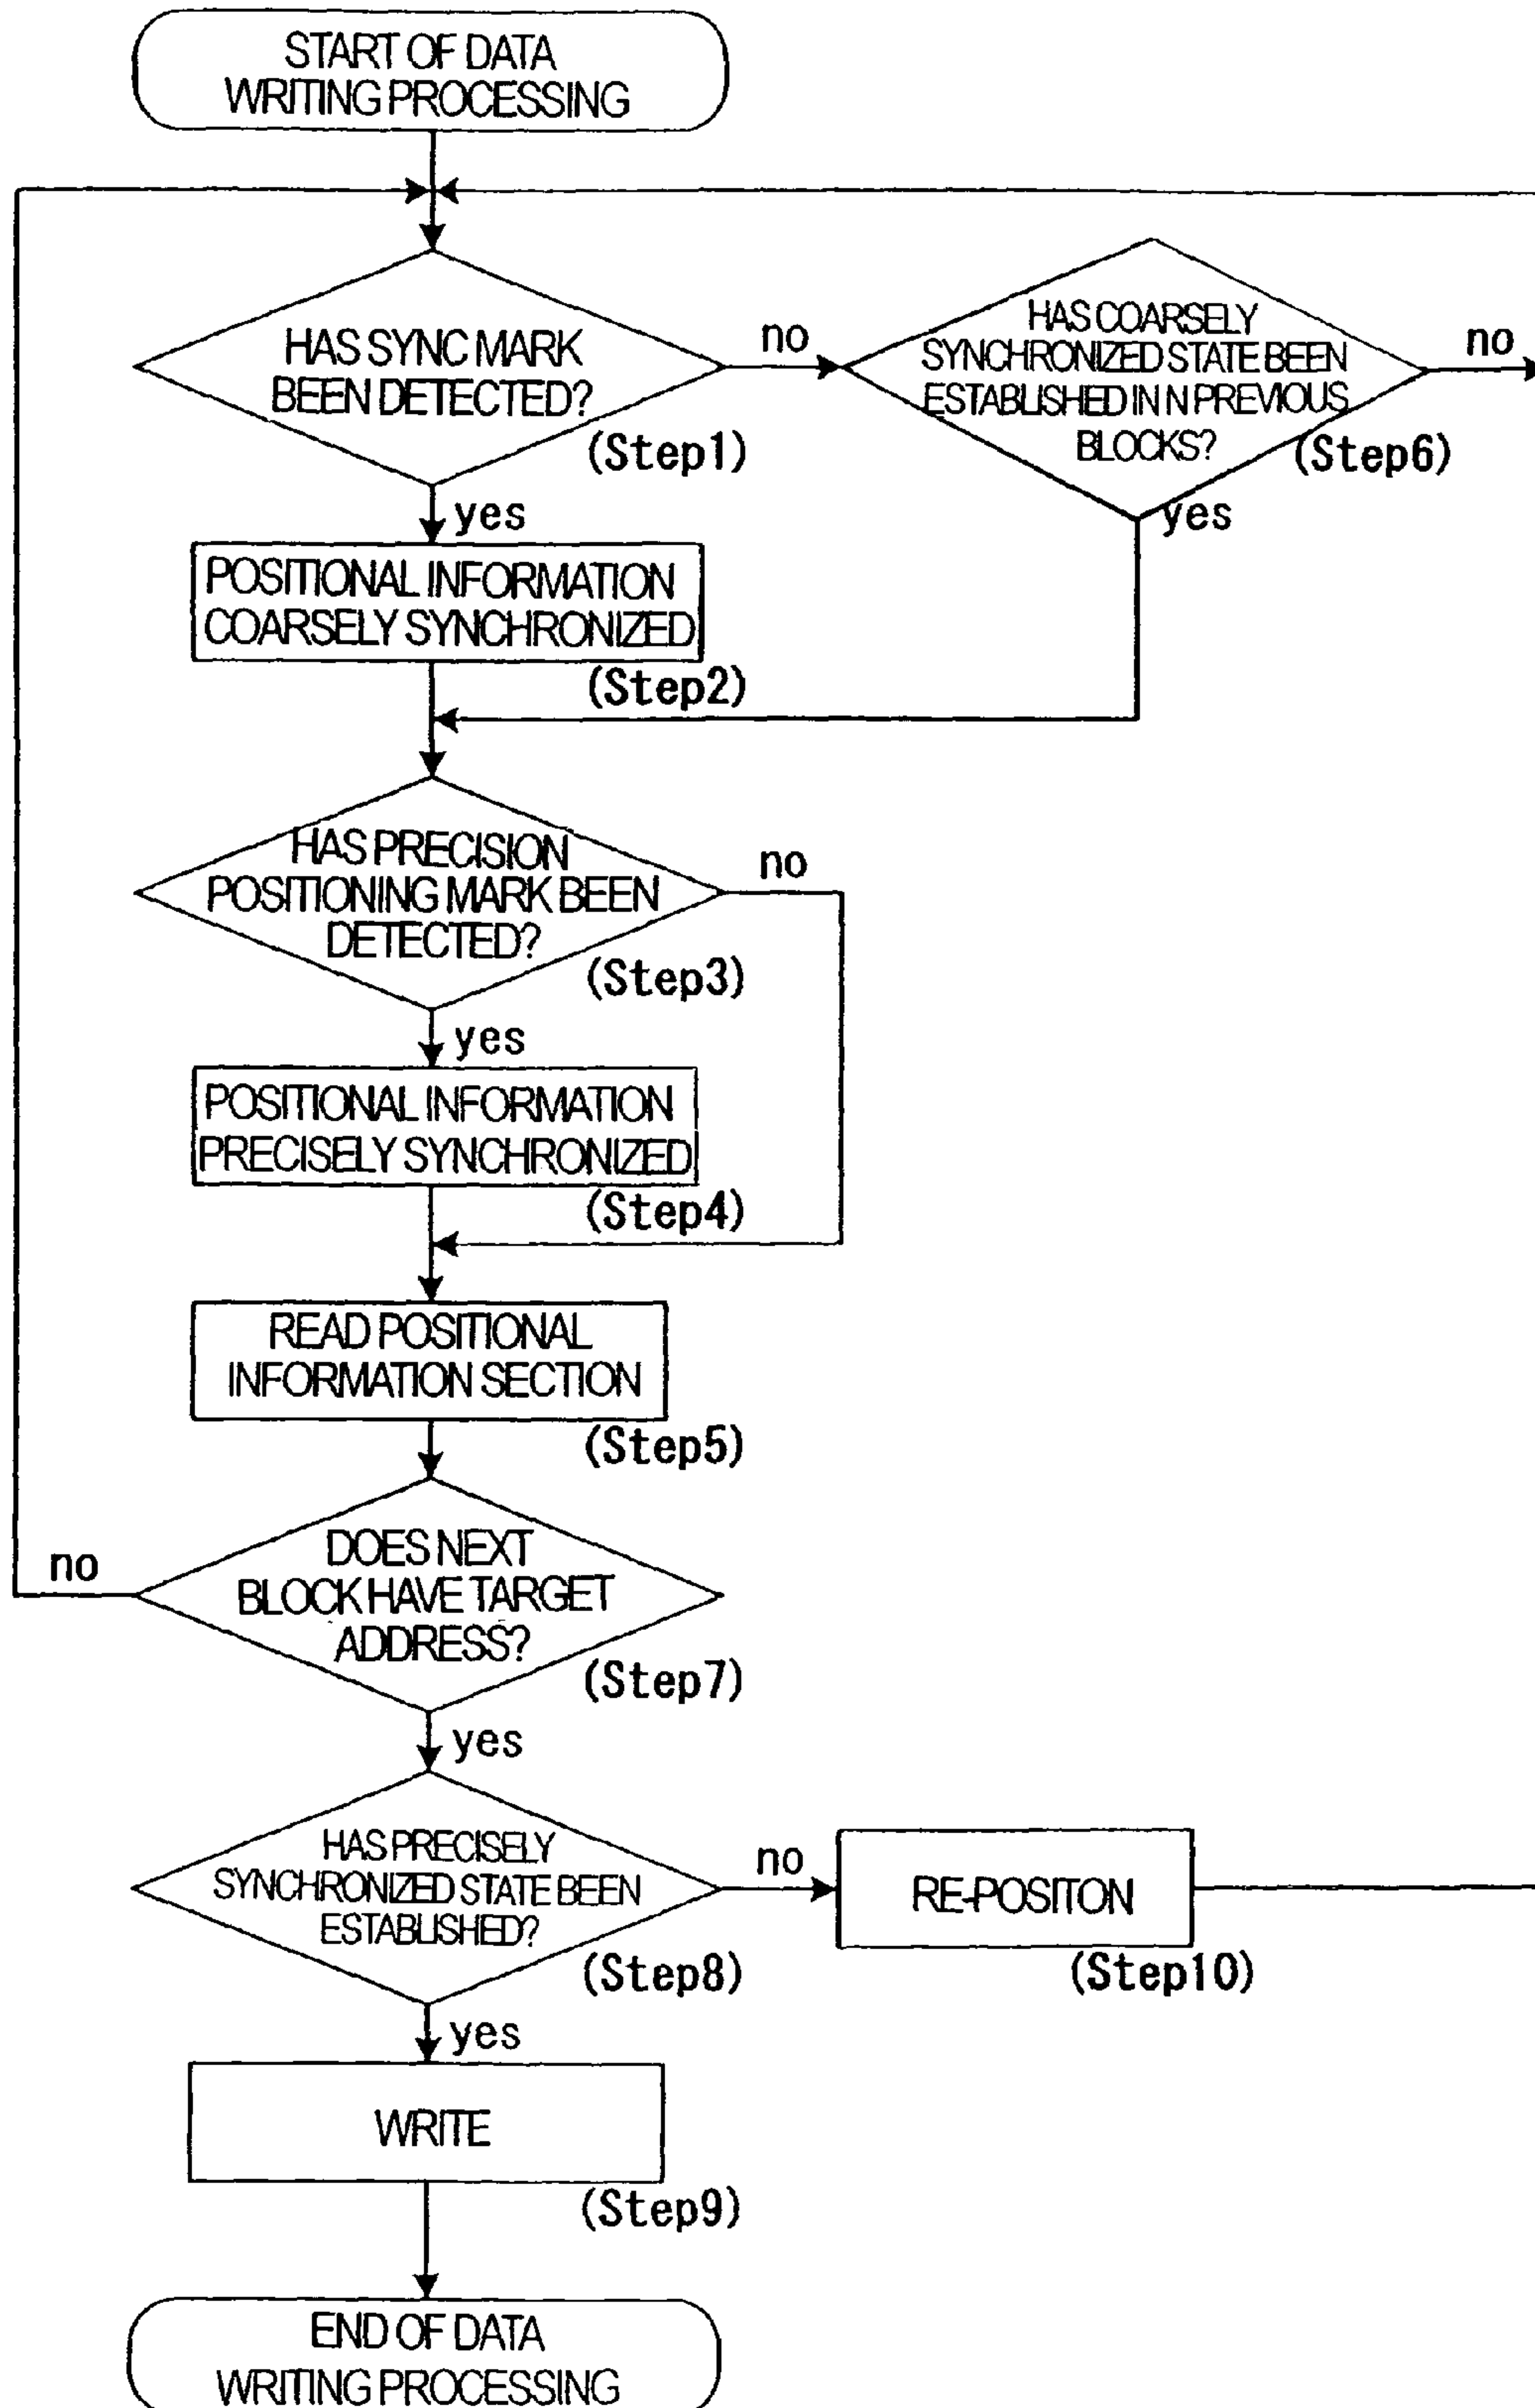 START OF DATA
WRITING PROCESSING
HAS SYNC MARK
BEEN DETECTED?
(Step1)
no
HAS COARSELY
SYNCHRONIZED STATE BEEN
ESTABLISHED IN N PREVIOUS
BLOCKS?
(Step6)
no
yes
yes
POSITIONAL INFORMATION
COARSELY SYNCHRONIZED
(Step2)
HAS PRECISION
POSITIONING MARK BEEN
DETECTED?
(Step3)
no
yes
POSITIONAL INFORMATION
PRECISELY SYNCHRONIZED
(Step4)
READ POSITIONAL
INFORMATION SECTION
(Step5)
DOES NEXT
BLOCK HAVE TARGET
ADDRESS?
(Step7)
no
yes
HAS PRECISELY
SYNCHRONIZED STATE BEEN
ESTABLISHED?
(Step8)
no
RE-POSITON
(Step10)
yes
WRITE
(Step9)
END OF DATA
WRITING PROCESSING